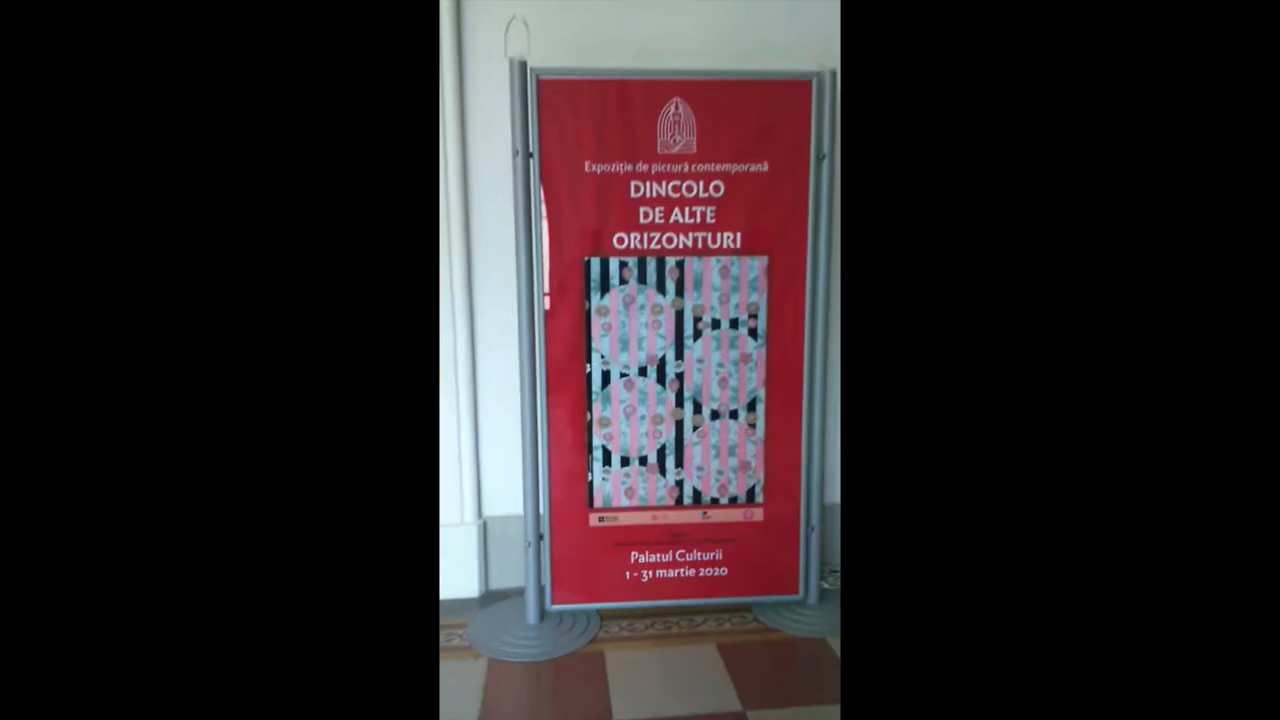 Expoziție de pictură contemporană
DINCOLO
DE ALTE
ORIZONTURI
Palatul Culturii
1 - 31 martie 2020